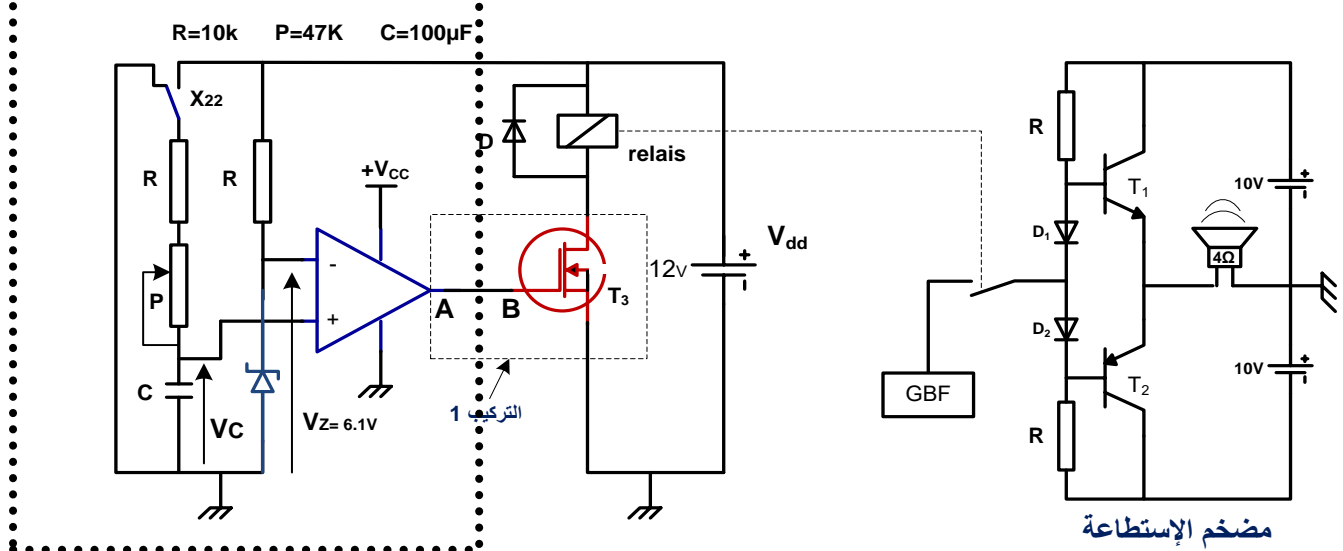 R=10k P=47K C=100µF
X22
R
R
P
C
VC
VZ= 6.1V
+VCC
-
+
A
B
D
relais
T3
12V
Vdd
+
-
التركيب 1
GBF
R
T1
D1
D2
T2
R
4Ω
10V
+
-
10V
+
-
مضخم الإستطاعة